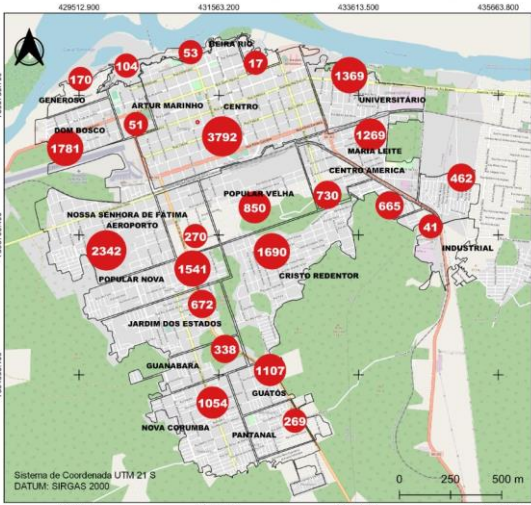 429512.900 431563.200 433613.500 435663.800
BEIRA RIO
53
17
104
170
1369
GENEROSO
ARTUR MARINHO
CENTRO
UNIVERSITÁRIO
DOM BOSCO
51
3792
1269
1781
MARIA LEITE
CENTRO AMERICA
462
POPULAR VELHA
730
850
665
NOSSA SENHORA DE FÁTIMA
AEROPORTO
270
41
2342
1690
INDUSTRIAL
1541
CRISTO REDENTOR
POPULAR NOVA
672
JARDIM DOS ESTADOS
338
GUANABARA
1107
GUATÓS
1054
269
NOVA CORUMBA
PANTANAL
Sistema de Coordenada UTM 21 S
DATUM: SIRGAS 2000
0 250 500 m